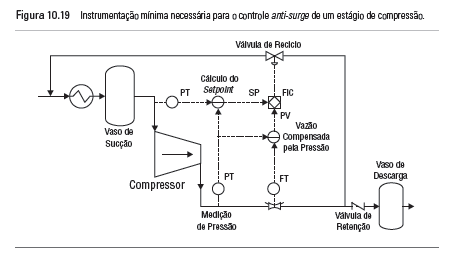 Figura 10.19 Instrumentação mínima necessária para o controle anti-surge de um estágio de compressão.
Válvula de Reciclo
Cálculo do
Setpoint
PT
SP
FIC
PV
Vaso de
Sucção
Vazão
Compensada
pela Pressão
Compressor
PT
FT
Vaso de
Descarga
Medição
de Pressão
Válvula de
Retenção